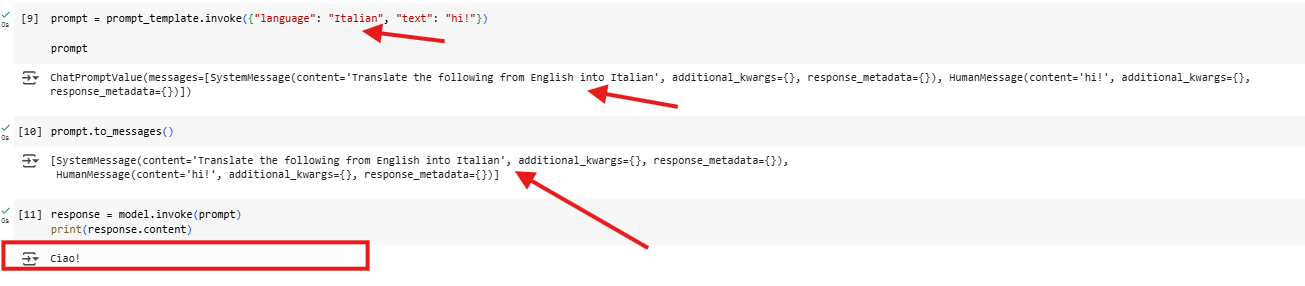 [9] prompt = prompt_template.invoke({"language": "Italian", "text": "hi!"})
0s
prompt
ChatPromptValue(messages=[SystemMessage(content='Translate the following from English into Italian', additional_kwargs={}, response_metadata={}), HumanMessage(content='hi!', additional_kwargs={},
response_metadata={})])
[10] prompt.to_messages()
0s
[SystemMessage(content='Translate the following from English into Italian', additional_kwargs={}, response_metadata={}),
HumanMessage(content='hi!', additional_kwargs={}, response_metadata={})]
[11] response = model.invoke(prompt)
0s
print(response.content)
Ciao!